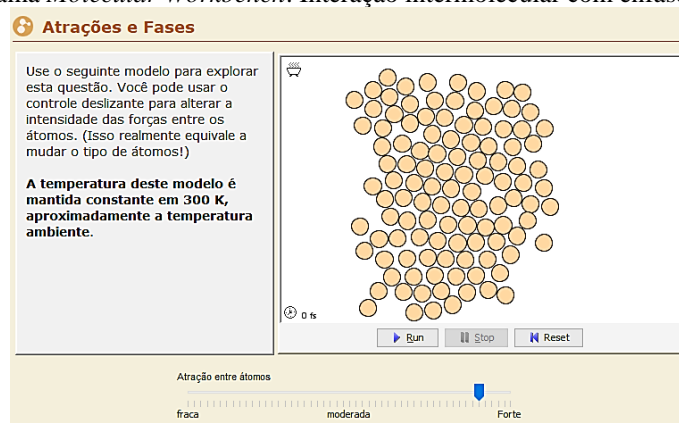 Atrações e Fases
Use o seguinte modelo para explorar
esta questão. Você pode usar o
controle deslizante para alterar a
intensidade das forças entre os
átomos. (Isso realmente equivale a
mudar o tipo de átomos!)
A temperatura deste modelo é
mantida constante em 300 K,
aproximadamente a temperatura
ambiente.
0 fs
Run
Stop
Reset
Atração entre átomos
fraca
moderada
Forte